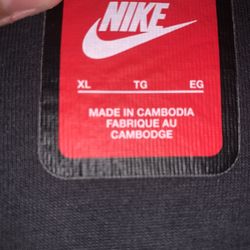 NIKE
XL TG EG
MADE IN CAMBODIA
FABRIQUE AU
CAMBODGE